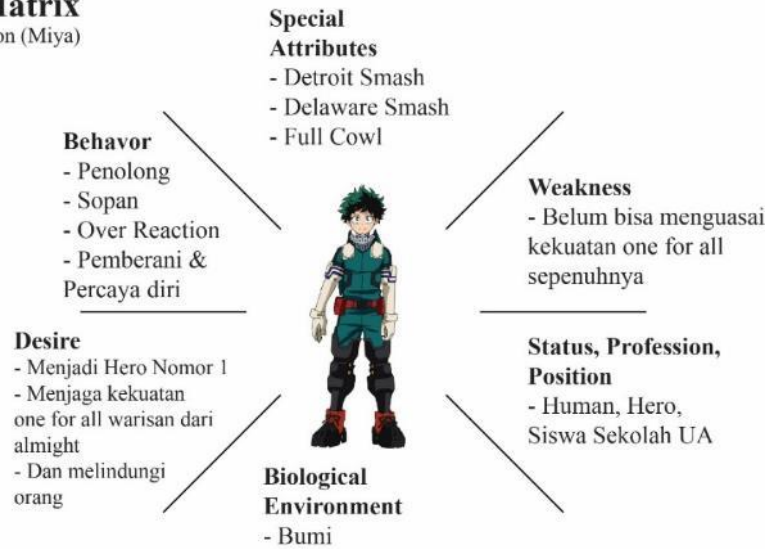 on (Miya)
Special
Attributes
- Detroit Smash
- Delaware Smash
- Full Cowl
Behavor
- Penolong
- Sopan
- Over Reaction
- Pemberani &
Percaya diri
Weakness
- Belum bisa menguasai
kekuatan one for all
sepenuhnya
Desire
- Menjadi Hero Nomor 1
- Menjaga kekuatan
one for all warisan dari
almight
- Dan melindungi
orang
Status, Profession,
Position
- Human, Hero,
Siswa Sekolah UA
Biological
Environment
- Bumi